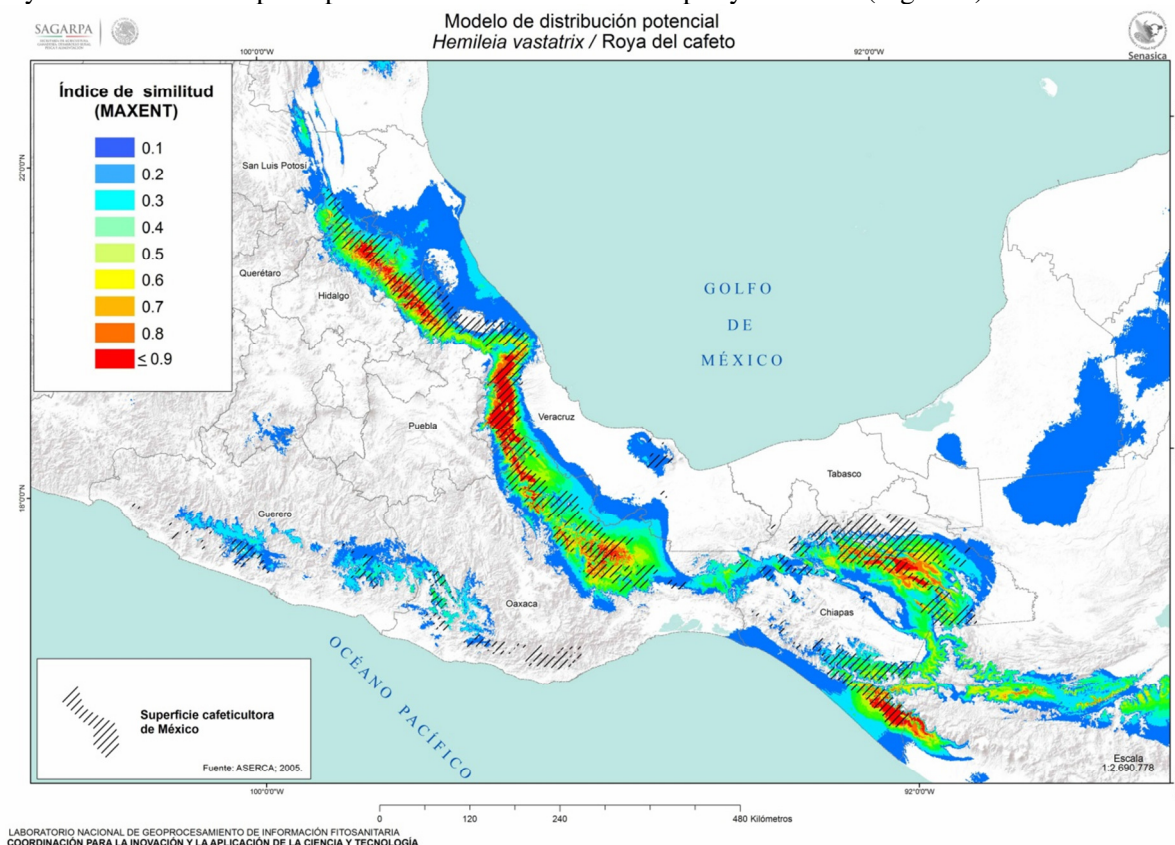 Modelo de distribución potencial
Hemileia vastatrix / Roya del cafeto
SAGARPA
Senasica
100°0'0"W
92°0'0"W
Índice de similitud
(MAXENT)
0.1
0.2
0.3
0.4
0.5
0.6
0.7
0.8
≤ 0.9
22°0'0"N
San Luis Potosí
Querétaro
Hidalgo
GOLFO
DE
MÉXICO
Puebla
Veracruz
Tabasco
18°0'0"N
Guerero
Oaxaca
Chiapas
OCÉANO PACÍFICO
Superficie cafeticultora
de México
Fuente: ASERCA; 2005.
Escala
1:2.690.778
100°0'0"W
92°0'0"W
0 120 240 480 Kilómetros
LABORATORIO NACIONAL DE GEOPROCESAMIENTO DE INFORMACIÓN FITOSANITARIA
COORDINACIÓN PARA LA INOVACIÓN Y LA APLICACIÓN DE LA CIENCIA Y TECNOLOGÍA